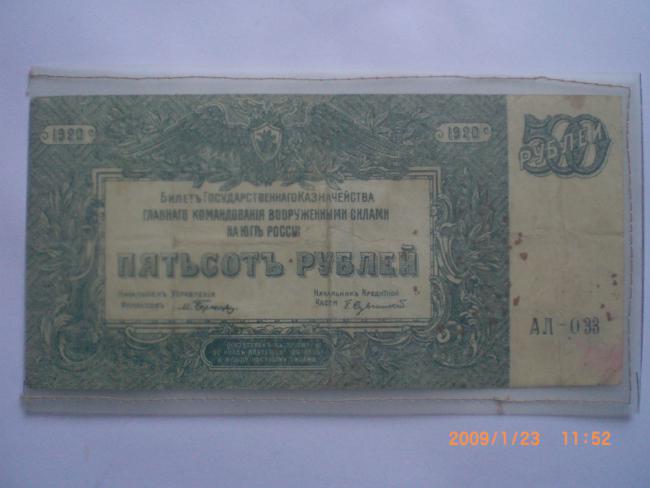 1920
1920
500
РУБЛЕЙ
БИЛЕТЪ ГОСУДАРСТВЕННАГО КАЗНАЧЕЙСТВА
ГЛАВНАГО КОМАНДОВАНІЯ ВООРУЖЕННЫМИ СИЛАМИ
НА ЮГѢ РОССІИ
ПЯТЬСОТЪ РУБЛЕЙ
НАЧАЛЬНИКЪ УПРАВЛЕНІЯ
ФИНАНСОВЪ
НАЧАЛЬНИКЪ КРЕДИТНОЙ
ЧАСТИ
АЛ-033
2009/1/23 11:52